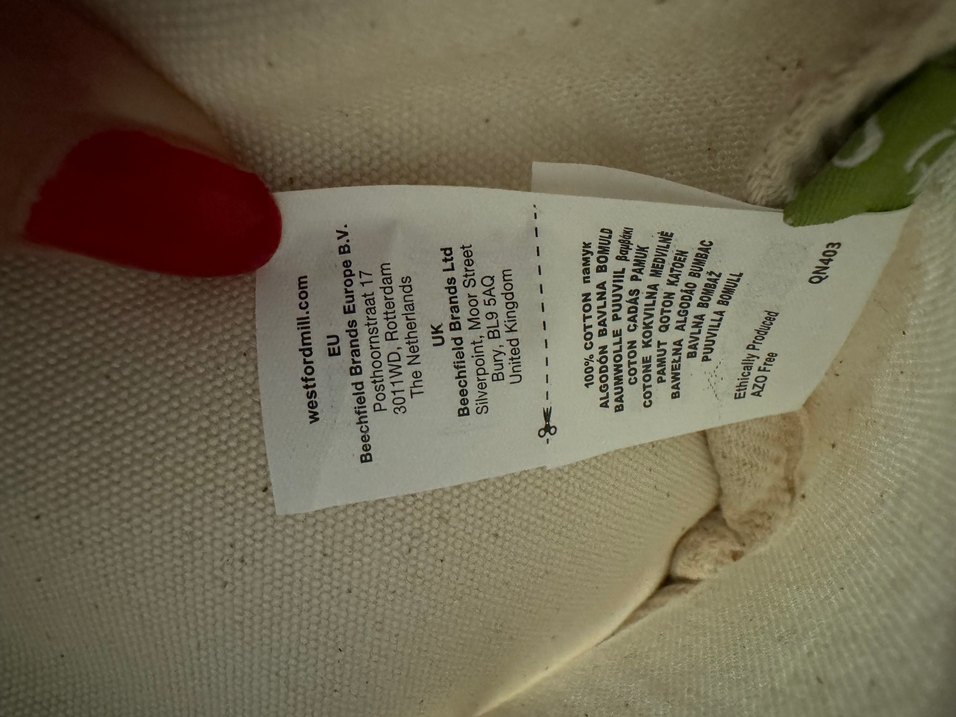 westfordmill.com
EU
Beechfield Brands Europe B.V.
Posthoornstraat 17
3011WD, Rotterdam
The Netherlands
UK
Beechfield Brands Ltd
Silverpoint, Moor Street
Bury, BL9 5AQ
United Kingdom
100% COTTON памук
ALGODÓN BAVLNA BOMULD
BAUMWOLLE PUUVIIL βαμβάκι
COTON CADÁS PAMUK
COTONE KOKVILNA MEDVILNĖ
PAMUT QOTON KATOEN
BAWEŁNA ALGODÃO BUMBAC
BAVLNA BOMBAŽ
PUUVILLA BOMULL
Ethically Produced
AZO Free
QN403